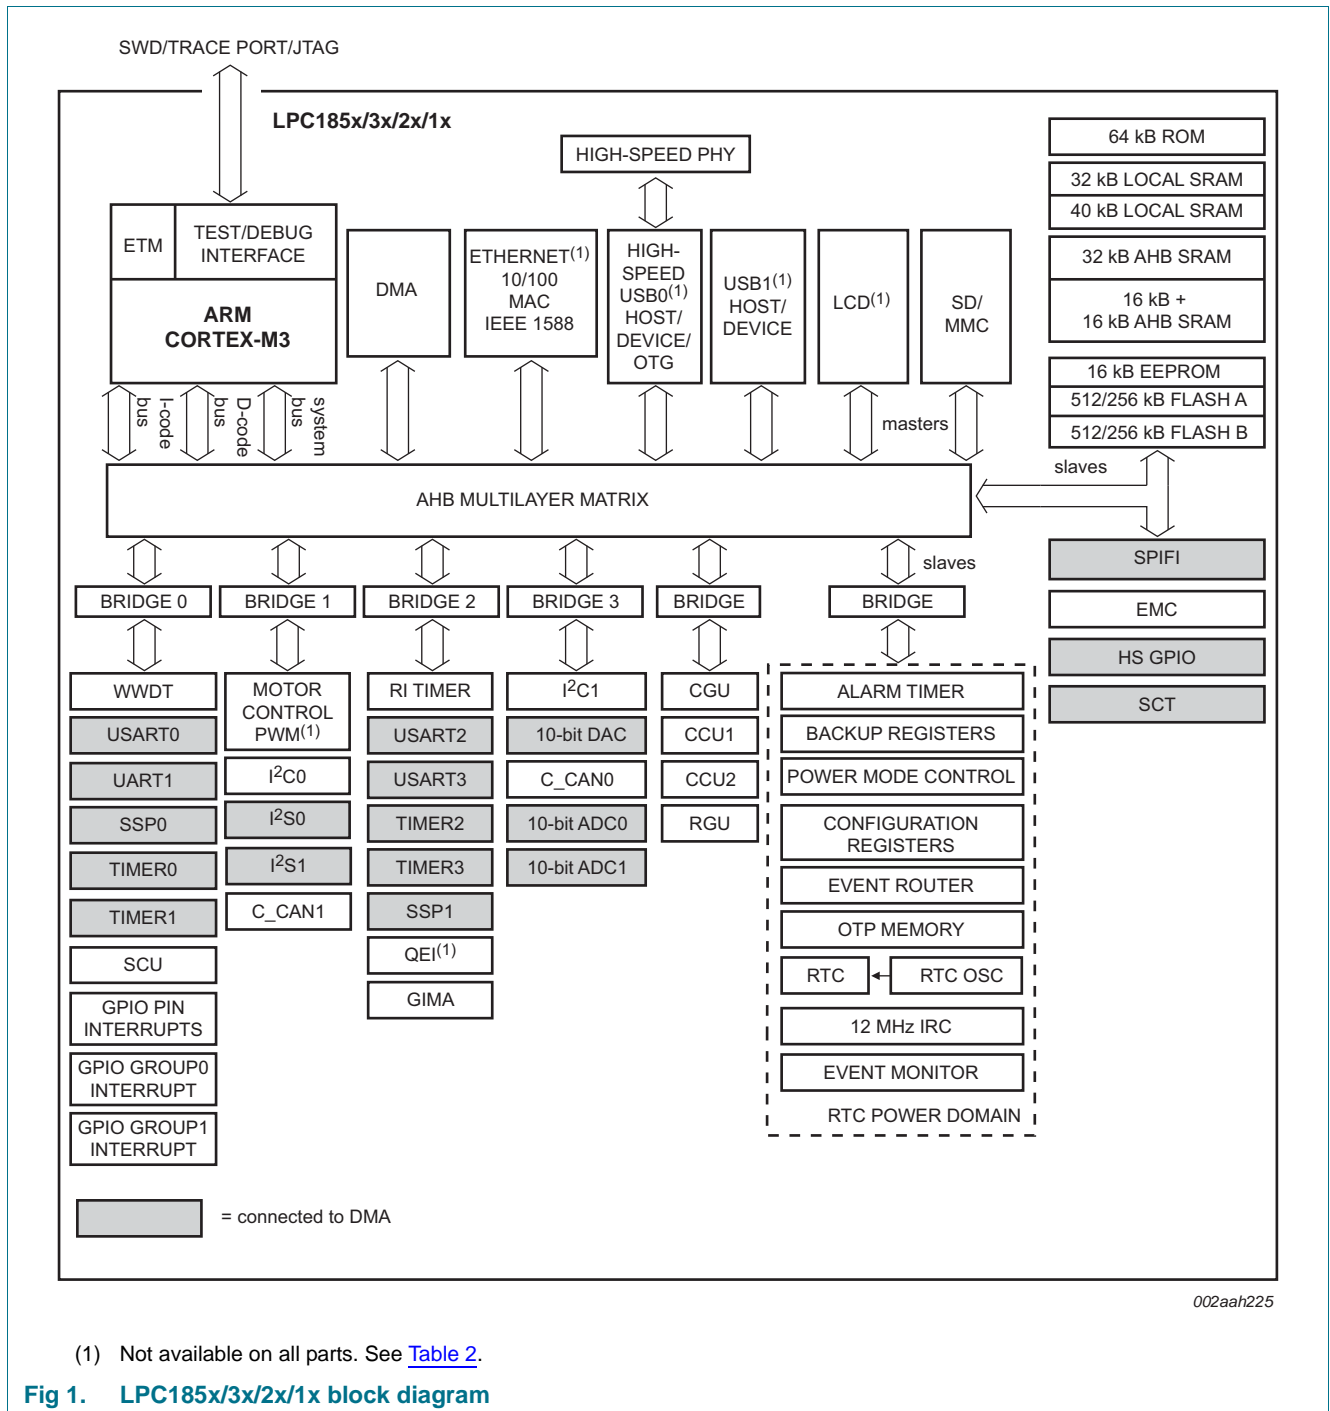 SWD/TRACE PORT/JTAG
LPC185x/3x/2x/1x
HIGH-SPEED PHY
ETM
TEST/DEBUG
INTERFACE
ARM
CORTEX-M3
DMA
ETHERNET(1)
10/100
MAC
IEEE 1588
HIGH-
SPEED
USB0(1)
HOST/
DEVICE/
OTG
USB1(1)
HOST/
DEVICE
LCD(1)
SD/
MMC
64 kB ROM
32 kB LOCAL SRAM
40 kB LOCAL SRAM
32 kB AHB SRAM
16 kB +
16 kB AHB SRAM
16 kB EEPROM
512/256 kB FLASH A
512/256 kB FLASH B
I-code
bus
D-code
bus
system
bus
masters
slaves
AHB MULTILAYER MATRIX
slaves
BRIDGE 0
BRIDGE 1
BRIDGE 2
BRIDGE 3
BRIDGE
BRIDGE
SPIFI
EMC
HS GPIO
SCT
WWDT
USART0
UART1
SSP0
TIMER0
TIMER1
SCU
GPIO PIN
INTERRUPTS
GPIO GROUP0
INTERRUPT
GPIO GROUP1
INTERRUPT
MOTOR
CONTROL
PWM(1)
I2C0
I2S0
I2S1
C_CAN1
RI TIMER
USART2
USART3
TIMER2
TIMER3
SSP1
QEI(1)
GIMA
I2C1
10-bit DAC
C_CAN0
10-bit ADC0
10-bit ADC1
CGU
CCU1
CCU2
RGU
ALARM TIMER
BACKUP REGISTERS
POWER MODE CONTROL
CONFIGURATION
REGISTERS
EVENT ROUTER
OTP MEMORY
RTC
RTC OSC
12 MHz IRC
EVENT MONITOR
RTC POWER DOMAIN
= connected to DMA
002aah225
(1) Not available on all parts. See Table 2.
Fig 1. LPC185x/3x/2x/1x block diagram